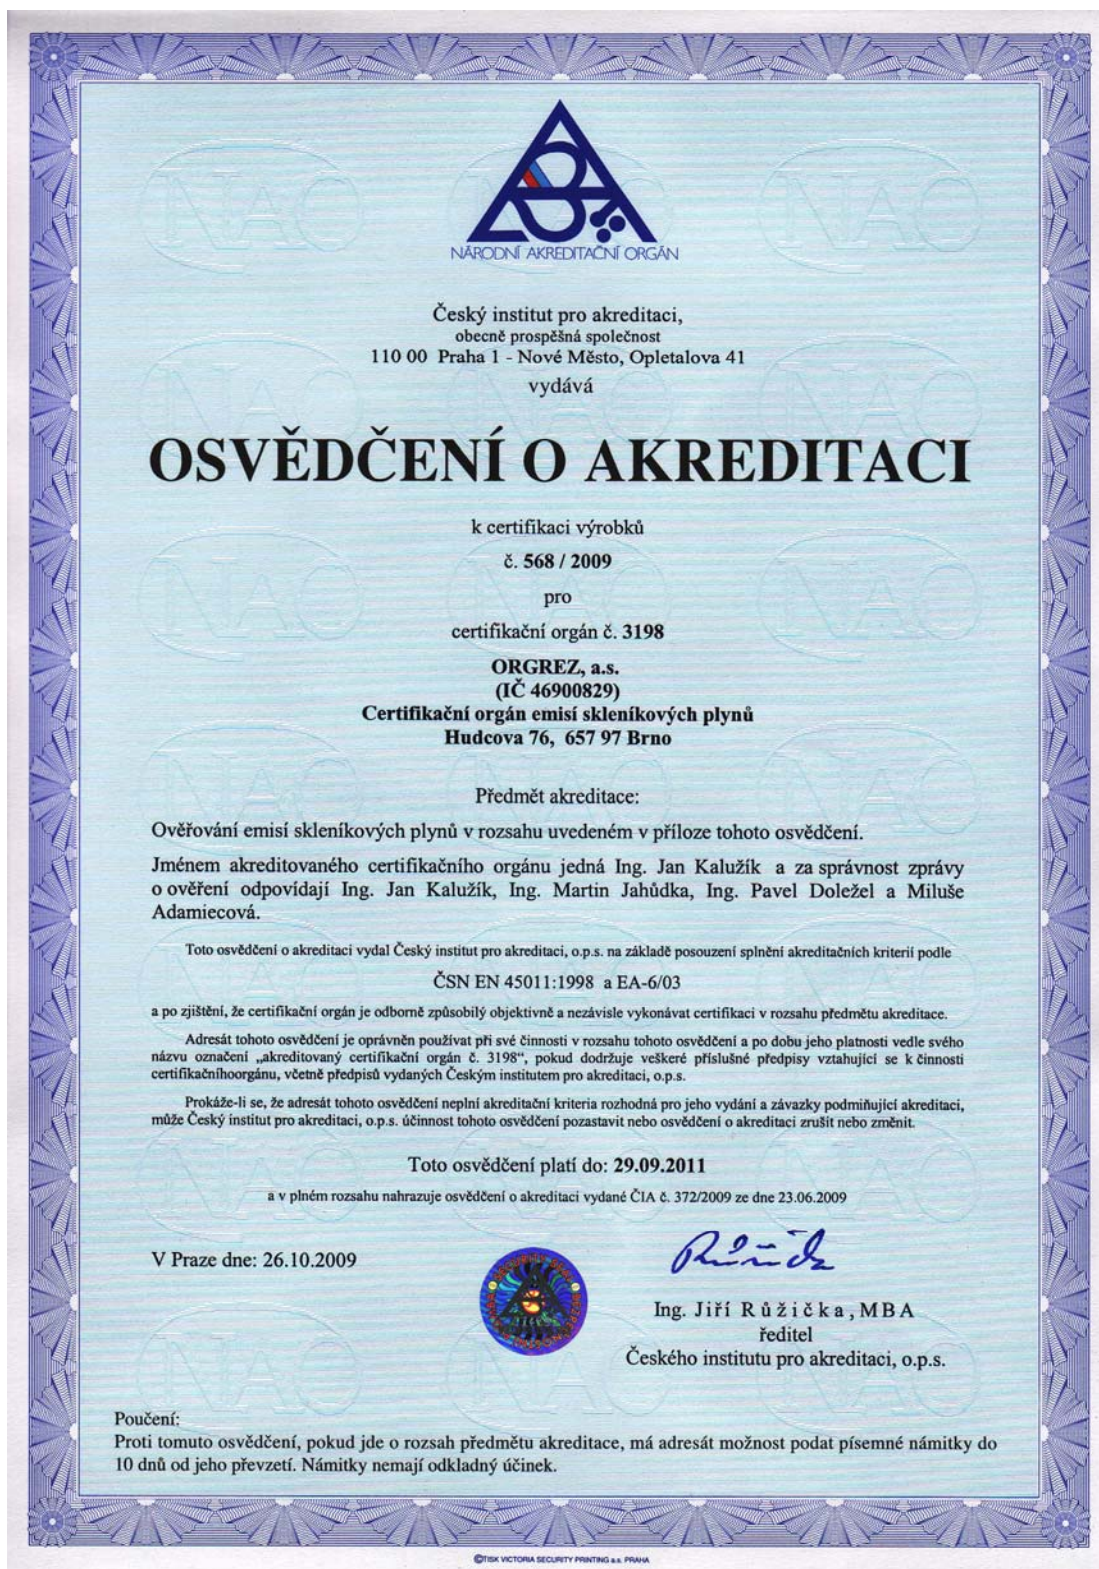 NÁRODNÍ AKREDITAČNÍ ORGÁN
Český institut pro akreditaci,
obecně prospěšná společnost
110 00 Praha 1 - Nové Město, Opletalova 41
vydává
OSVĚDČENÍ O AKREDITACI
k certifikaci výrobků
č. 568 / 2009
pro
certifikační orgán č. 3198
ORGREZ, a.s.
(IČ 46900829)
Certifikační orgán emisí skleníkových plynů
Hudcova 76, 657 97 Brno
Předmět akreditace:
Ověřování emisí skleníkových plynů v rozsahu uvedeném v příloze tohoto osvědčení.
Jménem akreditovaného certifikačního orgánu jedná Ing. Jan Kalužík a za správnost zprávy
o ověření odpovídají Ing. Jan Kalužík, Ing. Martin Jahůdka, Ing. Pavel Doležel a Miluše
Adamiecová.
Toto osvědčení o akreditaci vydal Český institut pro akreditaci, o.p.s. na základě posouzení splnění akreditačních kriterií podle
ČSN EN 45011:1998 a EA-6/03
a po zjištění, že certifikační orgán je odborně způsobilý objektivně a nezávisle vykonávat certifikaci v rozsahu předmětu akreditace.
Adresát tohoto osvědčení je oprávněn používat při své činnosti v rozsahu tohoto osvědčení a po dobu jeho platnosti vedle svého
názvu označení „akreditovaný certifikační orgán č. 3198“, pokud dodržuje veškeré příslušné předpisy vztahující se k činnosti
certifikačníhoorgánu, včetně předpisů vydaných Českým institutem pro akreditaci, o.p.s.
Prokáže-li se, že adresát tohoto osvědčení neplní akreditační kriteria rozhodná pro jeho vydání a závazky podmiňující akreditaci,
může Český institut pro akreditaci, o.p.s. účinnost tohoto osvědčení pozastavit nebo osvědčení o akreditaci zrušit nebo změnit.
Toto osvědčení platí do: 29.09.2011
a v plném rozsahu nahrazuje osvědčení o akreditaci vydané ČIA č. 372/2009 ze dne 23.06.2009
V Praze dne: 26.10.2009
Ing. Jiří Růžička, MBA
ředitel
Českého institutu pro akreditaci, o.p.s.
Poučení:
Proti tomuto osvědčení, pokud jde o rozsah předmětu akreditace, má adresát možnost podat písemné námitky do
10 dnů od jeho převzetí. Námitky nemají odkladný účinek.
©TISK VICTORIA SECURITY PRINTING a.s. PRAHA